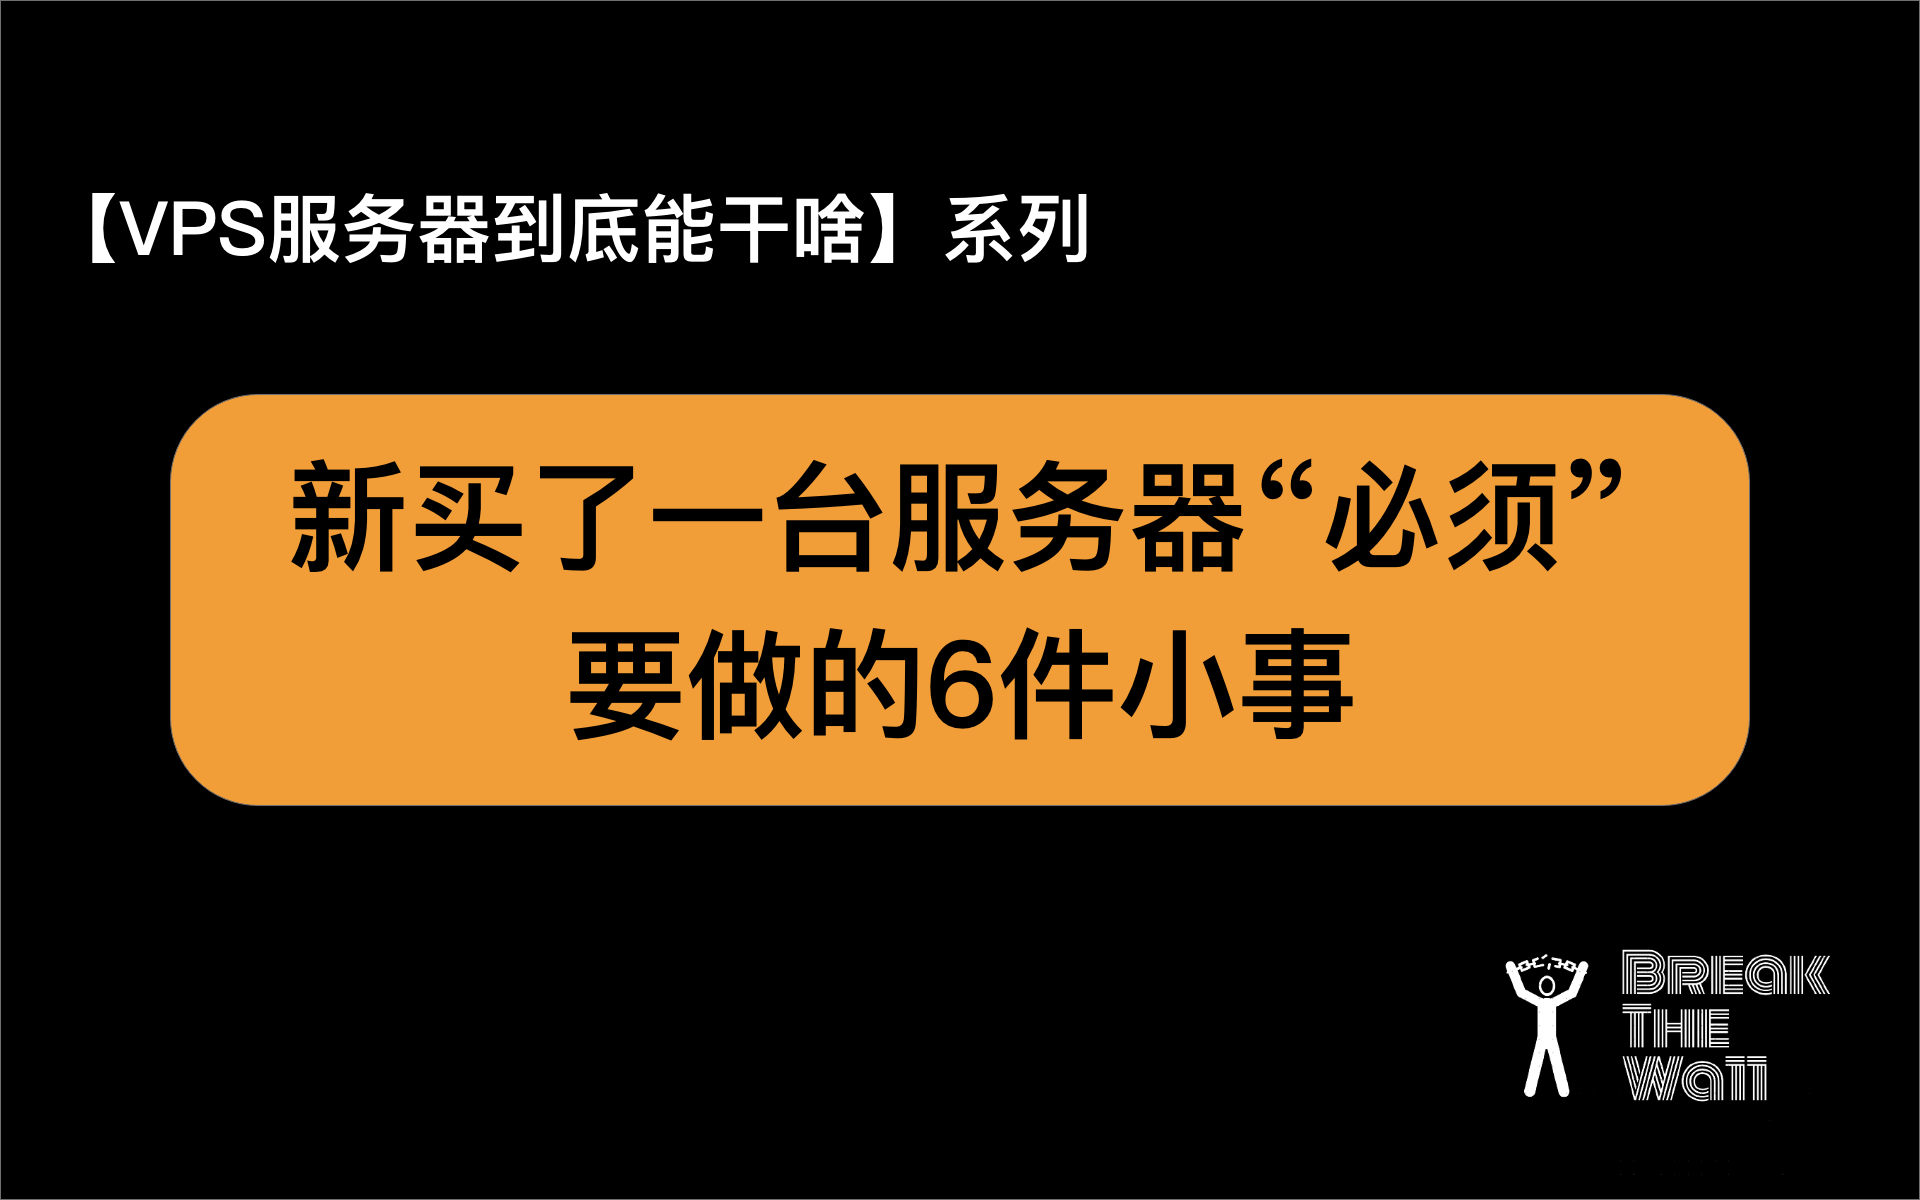 【VPS服务器到底能干啥】系列
新买了一台服务器“必须”
要做的6件小事
Break
The
Wall